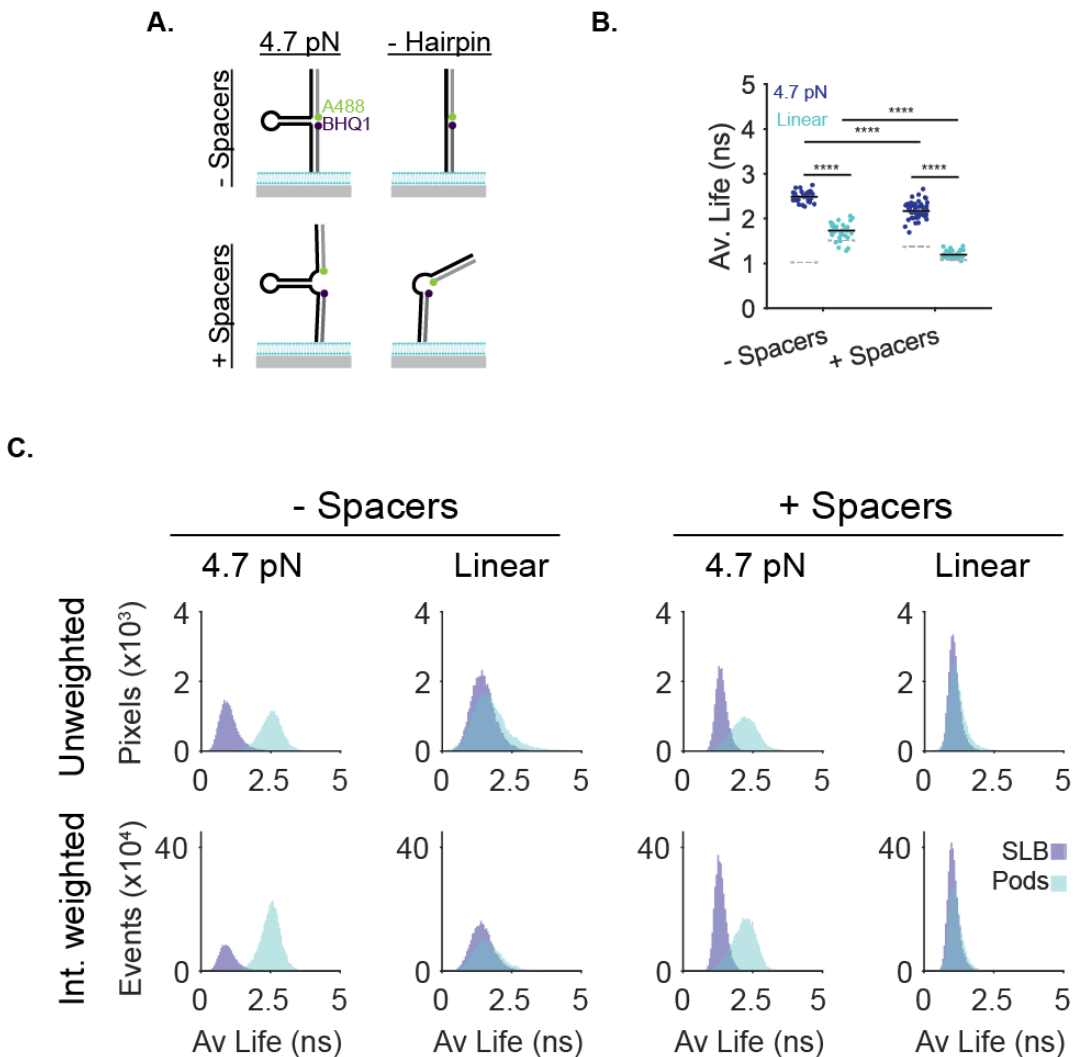 A.
4.7 pN
- Hairpin
- Spacers
A488
BHQ1
+ Spacers
B.
4.7 pN
Linear
****
****
****
****
Av. Life (ns)
5
4
3
2
1
0
- Spacers
+ Spacers
C.
- Spacers
+ Spacers
4.7 pN
Linear
4.7 pN
Linear
Unweighted
Pixels (x10³)
4
2
0
0 2.5 5
4
2
0
0 2.5 5
4
2
0
0 2.5 5
4
2
0
0 2.5 5
Int. weighted
Events (x10⁴)
40
0
0 2.5 5
40
0
0 2.5 5
40
0
0 2.5 5
40
0
0 2.5 5
SLB
Pods
Av Life (ns)
Av Life (ns)
Av Life (ns)
Av Life (ns)